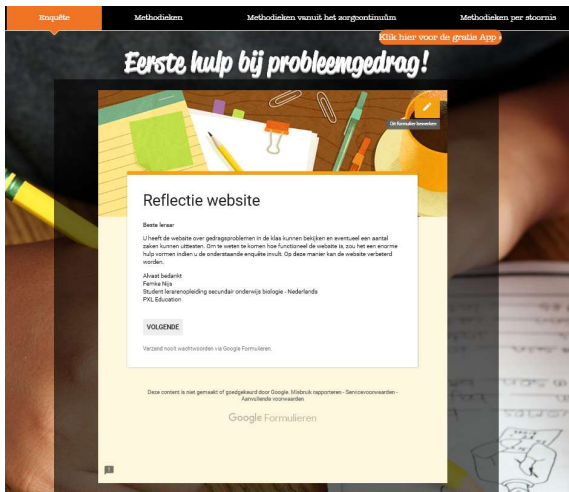 Enquête Methodieken Methodieken vanuit het zorgcontinuüm Methodieken per stoornis
Klik hier voor de gratis App
Eerste hulp bij probleemgedrag!
Dit formulier bewerken
Reflectie website
Beste leraar
U heeft de website over gedragsproblemen in de klas kunnen bekijken en eventueel een aantal
zaken kunnen uittesten. Om te weten te komen hoe functioneel de website is, zou het een enorme
hulp vormen indien u de onderstaande enquête invult. Op deze manier kan de website verbeterd
worden.
Alvast bedankt
Femke Nijs
Student lerarenopleiding secundair onderwijs biologie - Nederlands
PXL Education
VOLGENDE
Verzend nooit wachtwoorden via Google Formulieren.
Deze content is niet gemaakt of goedgekeurd door Google. Misbruik rapporteren - Servicevoorwaarden -
Aanvullende voorwaarden
Google Formulieren